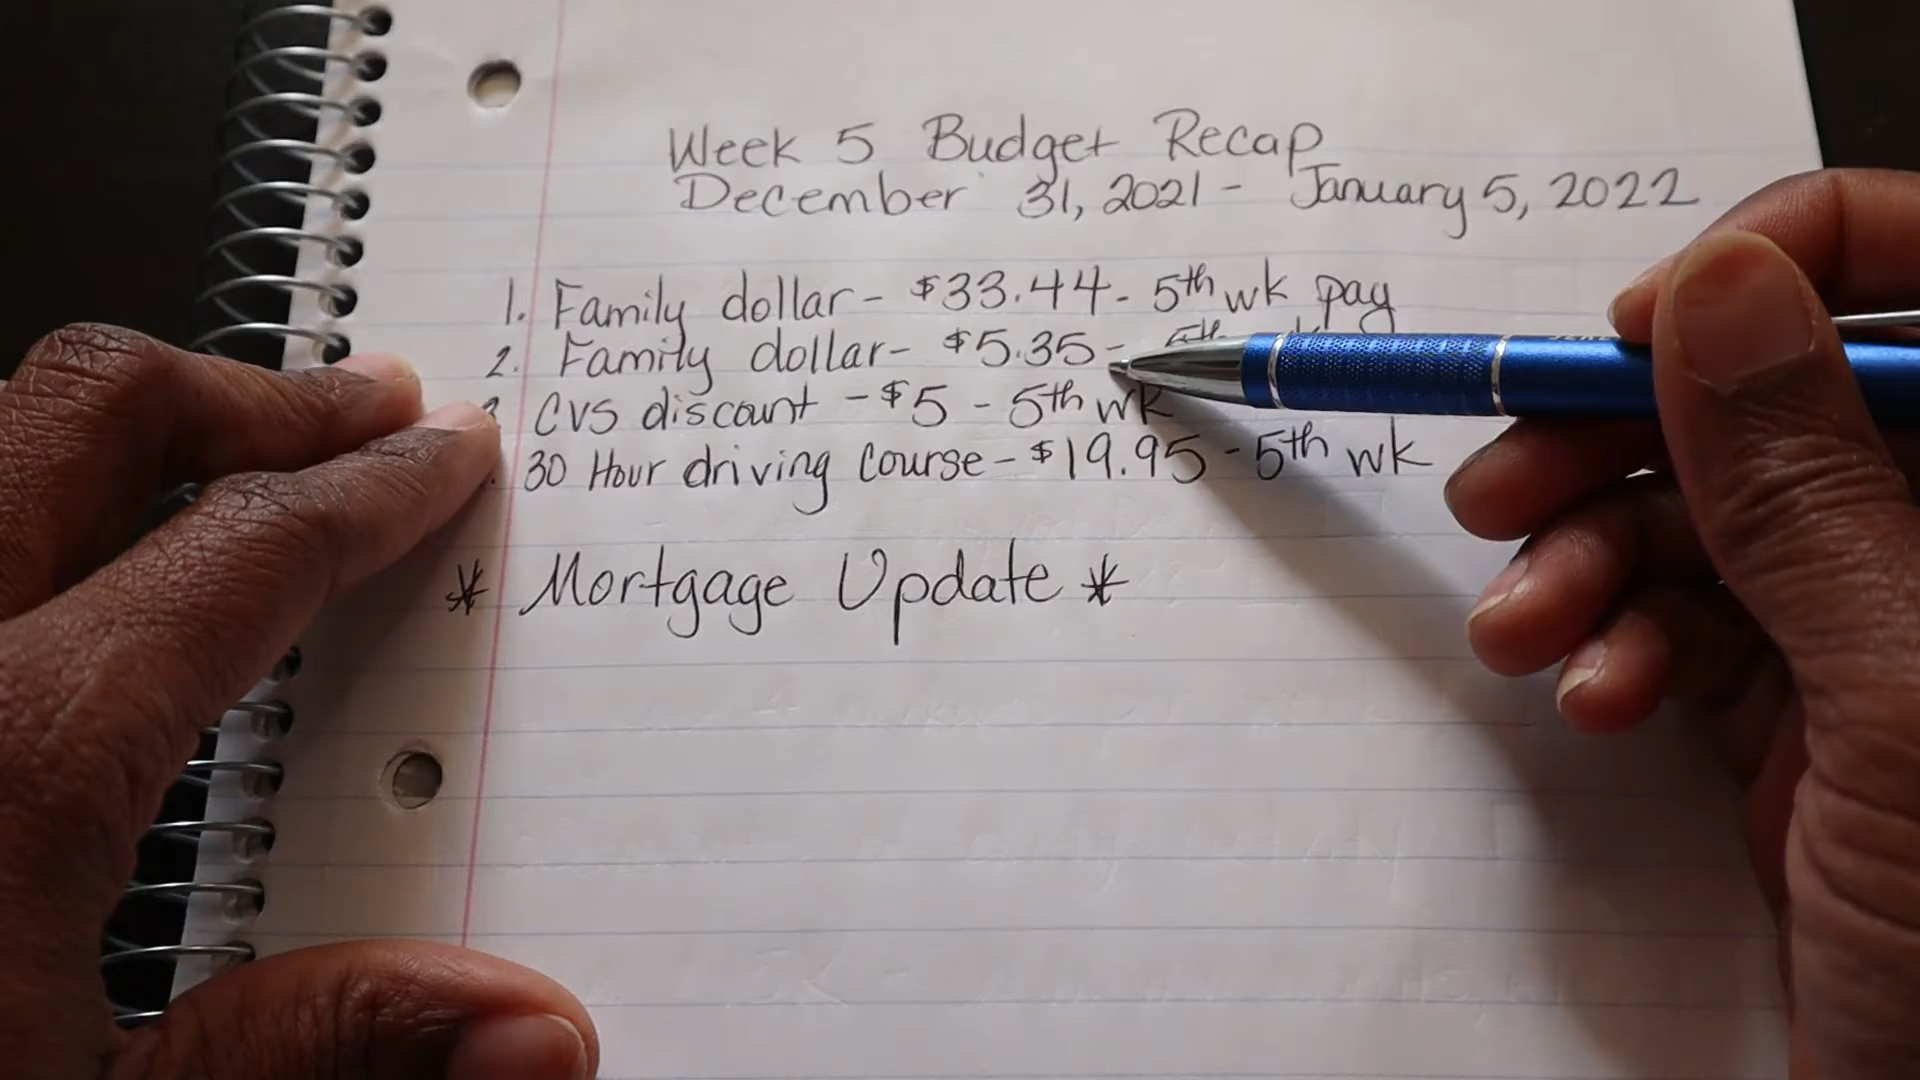 Week 5 Budget Recap
December 31, 2021 - January 5, 2022
1. Family dollar - $33.44 - 5th wk pay
2. Family dollar - $5.35 - 5th
CVS discount - $5 - 5th wk
30 Hour driving course - $19.95 - 5th wk
* Mortgage Update *